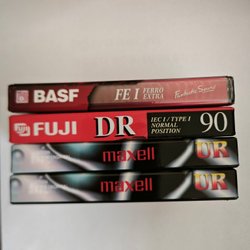 BASF FE I FERRO EXTRA
FUJI DR IEC I / TYPE I NORMAL POSITION 90
maxell UR
maxell UR